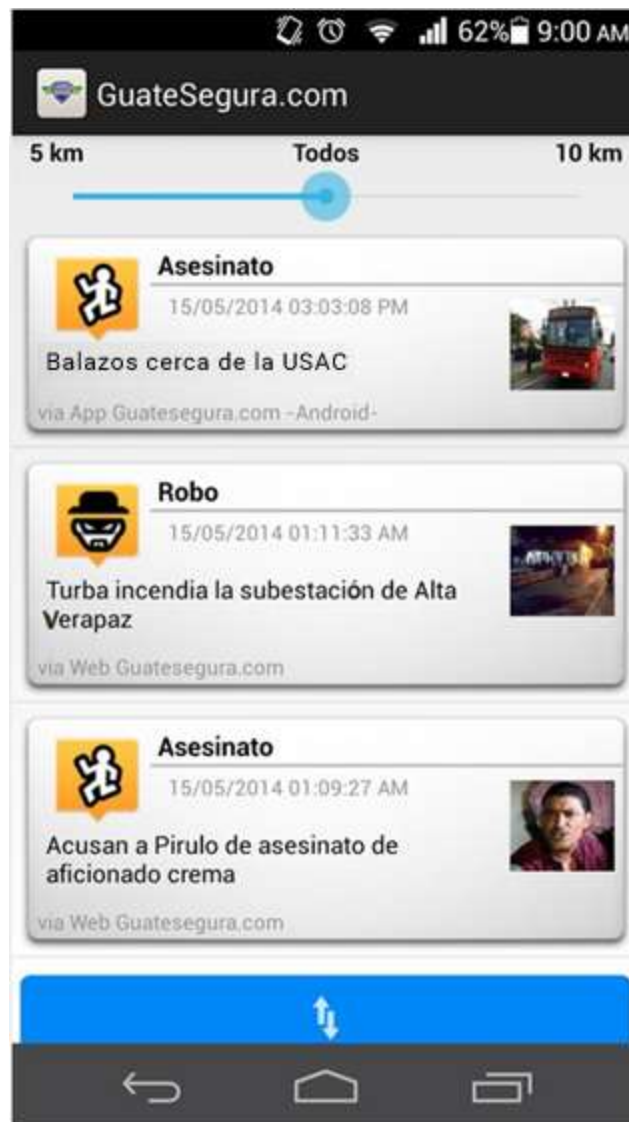 62% 9:00 AM
GuateSegura.com
5 km Todos 10 km
Asesinato
15/05/2014 03:03:08 PM
Balazos cerca de la USAC
via App Guatesegura.com -Android-
Robo
15/05/2014 01:11:33 AM
Turba incendia la subestación de Alta
Verapaz
via Web Guatesegura.com
Asesinato
15/05/2014 01:09:27 AM
Acusan a Pirulo de asesinato de
aficionado crema
via Web Guatesegura.com